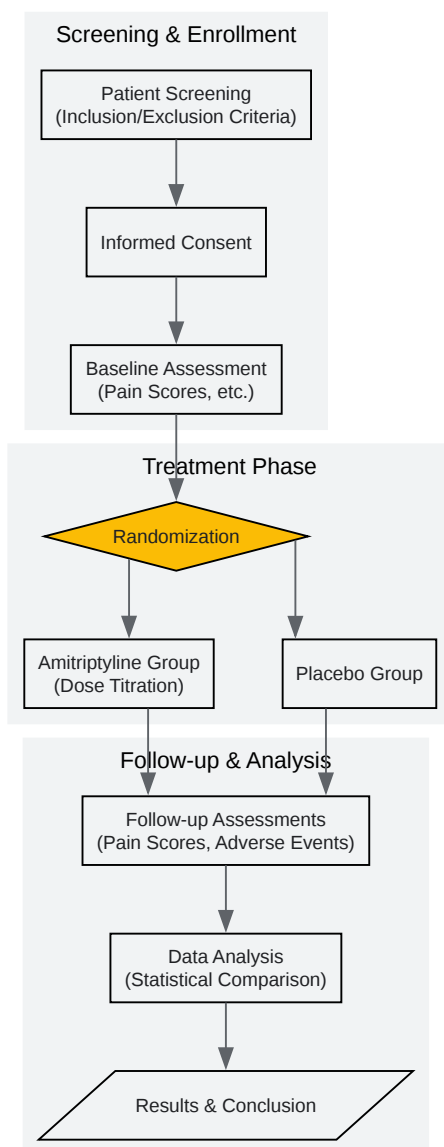 Screening & Enrollment
Patient Screening
(Inclusion/Exclusion Criteria)
Informed Consent
Baseline Assessment
(Pain Scores, etc.)
Treatment Phase
Randomization
Amitriptyline Group
(Dose Titration)
Placebo Group
Follow-up & Analysis
Follow-up Assessments
(Pain Scores, Adverse Events)
Data Analysis
(Statistical Comparison)
Results & Conclusion